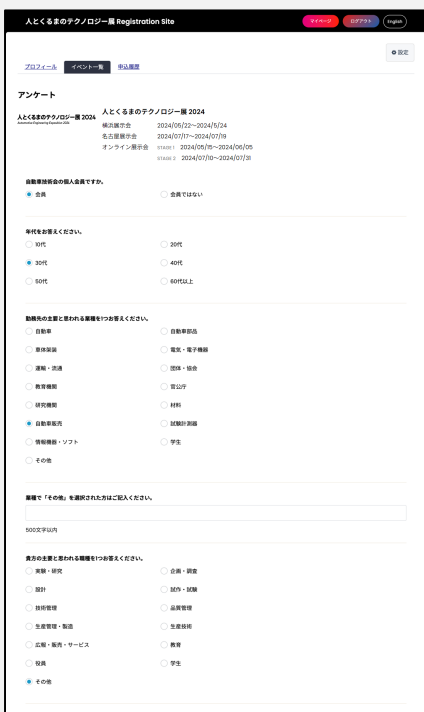 人とくるまのテクノロジー展 Registration Site
マイページ
ログアウト
English
設定
プロフィール
イベント一覧
申込履歴
アンケート
人とくるまのテクノロジー展 2024
Automotive Engineering Exposition 2024
人とくるまのテクノロジー展 2024
横浜展示会 2024/05/22〜2024/5/24
名古屋展示会 2024/07/17〜2024/07/19
オンライン展示会 STAGE 1 2024/05/15〜2024/06/05
STAGE 2 2024/07/10〜2024/07/31
自動車技術会の個人会員ですか。
会員 会員ではない
年代をお答えください。
10代 20代
30代 40代
50代 60代以上
勤務先の主要と思われる業種を1つお答えください。
自動車 自動車部品
車体架装 電気・電子機器
運輸・流通 団体・協会
教育機関 官公庁
研究機関 材料
自動車販売 試験計測器
情報機器・ソフト 学生
その他
業種で「その他」を選択された方はご記入ください。
500文字以内
貴方の主要と思われる職種を1つお答えください。
実験・研究 企画・調査
設計 試作・試験
技術管理 品質管理
生産管理・製造 生産技術
広報・販売・サービス 教育
役員 学生
その他